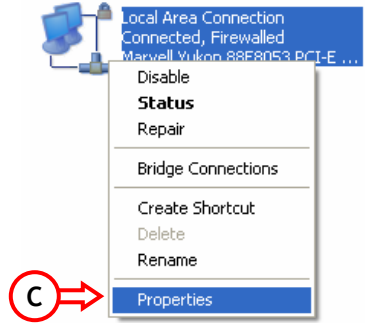 Local Area Connection
Connected, Firewalled
Marvell Yukon 88E8053 PCI-E ...
Disable
Status
Repair
Bridge Connections
Create Shortcut
Delete
Rename
C
Properties